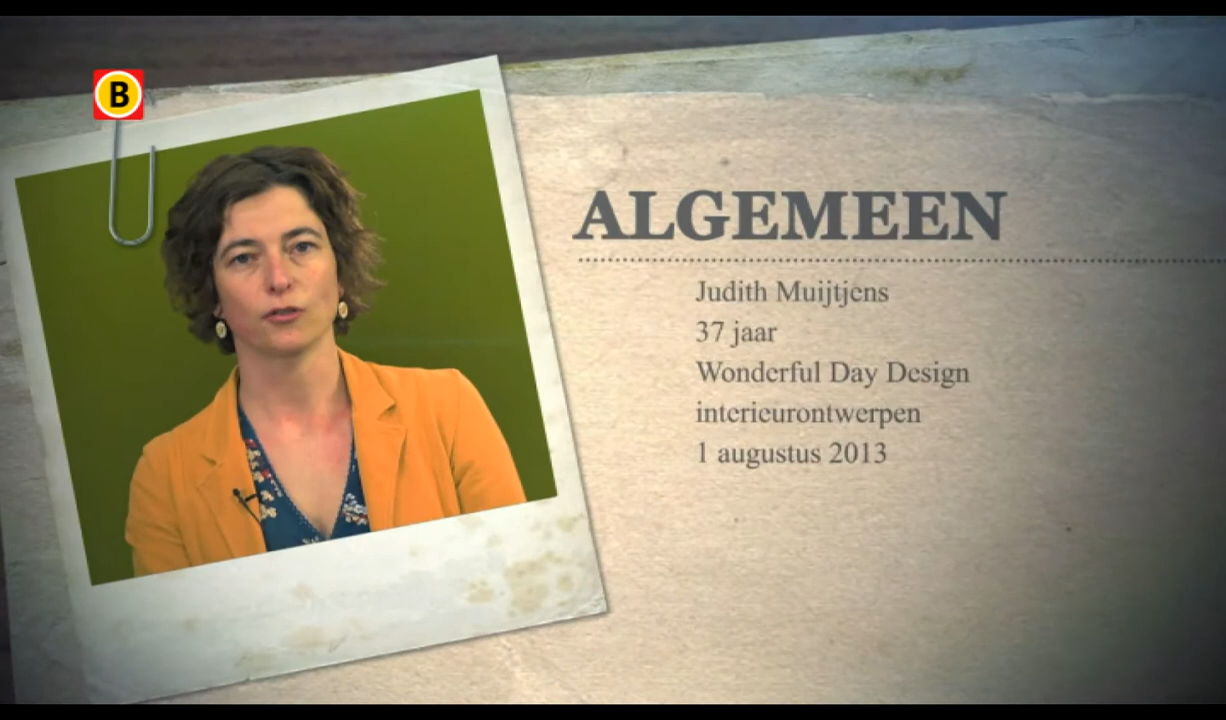 B
ALGEMEEN
Judith Muijtjens
37 jaar
Wonderful Day Design
interieurontwerpen
1 augustus 2013